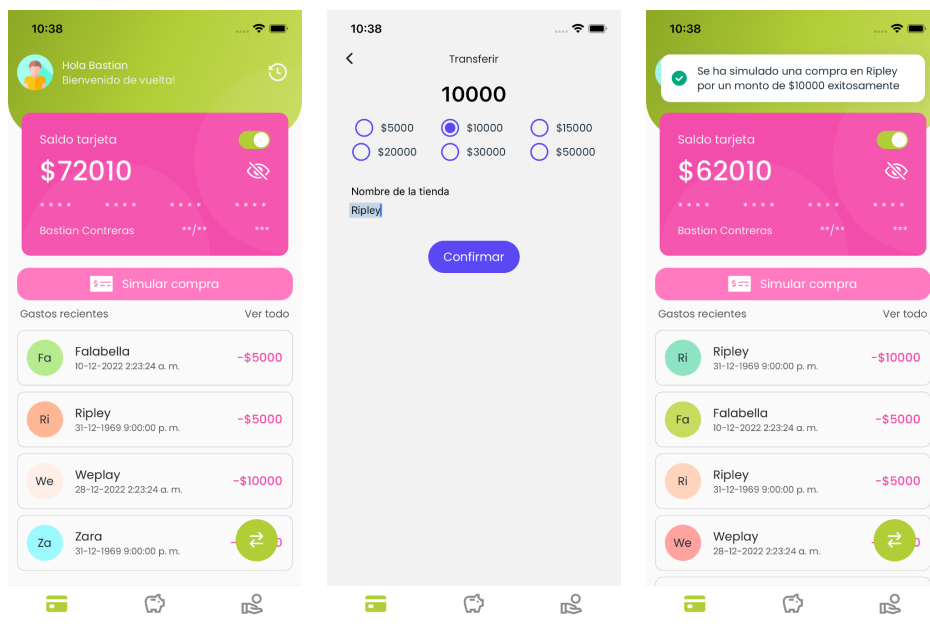 10:38
Hola Bastian
Bienvenido de vuelta!
Saldo tarjeta
$72010
**** **** **** ****
Bastian Contreras **/** ***
Simular compra
Gastos recientes Ver todo
Fa Falabella -$5000
10-12-2022 2:23:24 a. m.
Ri Ripley -$5000
31-12-1969 9:00:00 p. m.
We Weplay -$10000
28-12-2022 2:23:24 a. m.
Za Zara
31-12-1969 9:00:00 p. m.
10:38
Transferir
10000
$5000 $10000 $15000
$20000 $30000 $50000
Nombre de la tienda
Ripley
Confirmar
10:38
Se ha simulado una compra en Ripley
por un monto de $10000 exitosamente
Saldo tarjeta
$62010
**** **** **** ****
Bastian Contreras **/** ***
Simular compra
Gastos recientes Ver todo
Ri Ripley -$10000
31-12-1969 9:00:00 p. m.
Fa Falabella -$5000
10-12-2022 2:23:24 a. m.
Ri Ripley -$5000
31-12-1969 9:00:00 p. m.
We Weplay
28-12-2022 2:23:24 a. m.